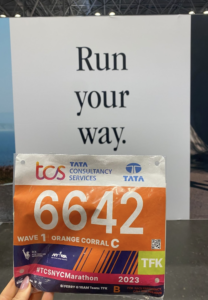 Run
your
way.
tcs TATA
CONSULTANCY
SERVICES
TATA
6642
WAVE 1 ORANGE CORRAL C
TFK
#TCSNYCMarathon 2023
B